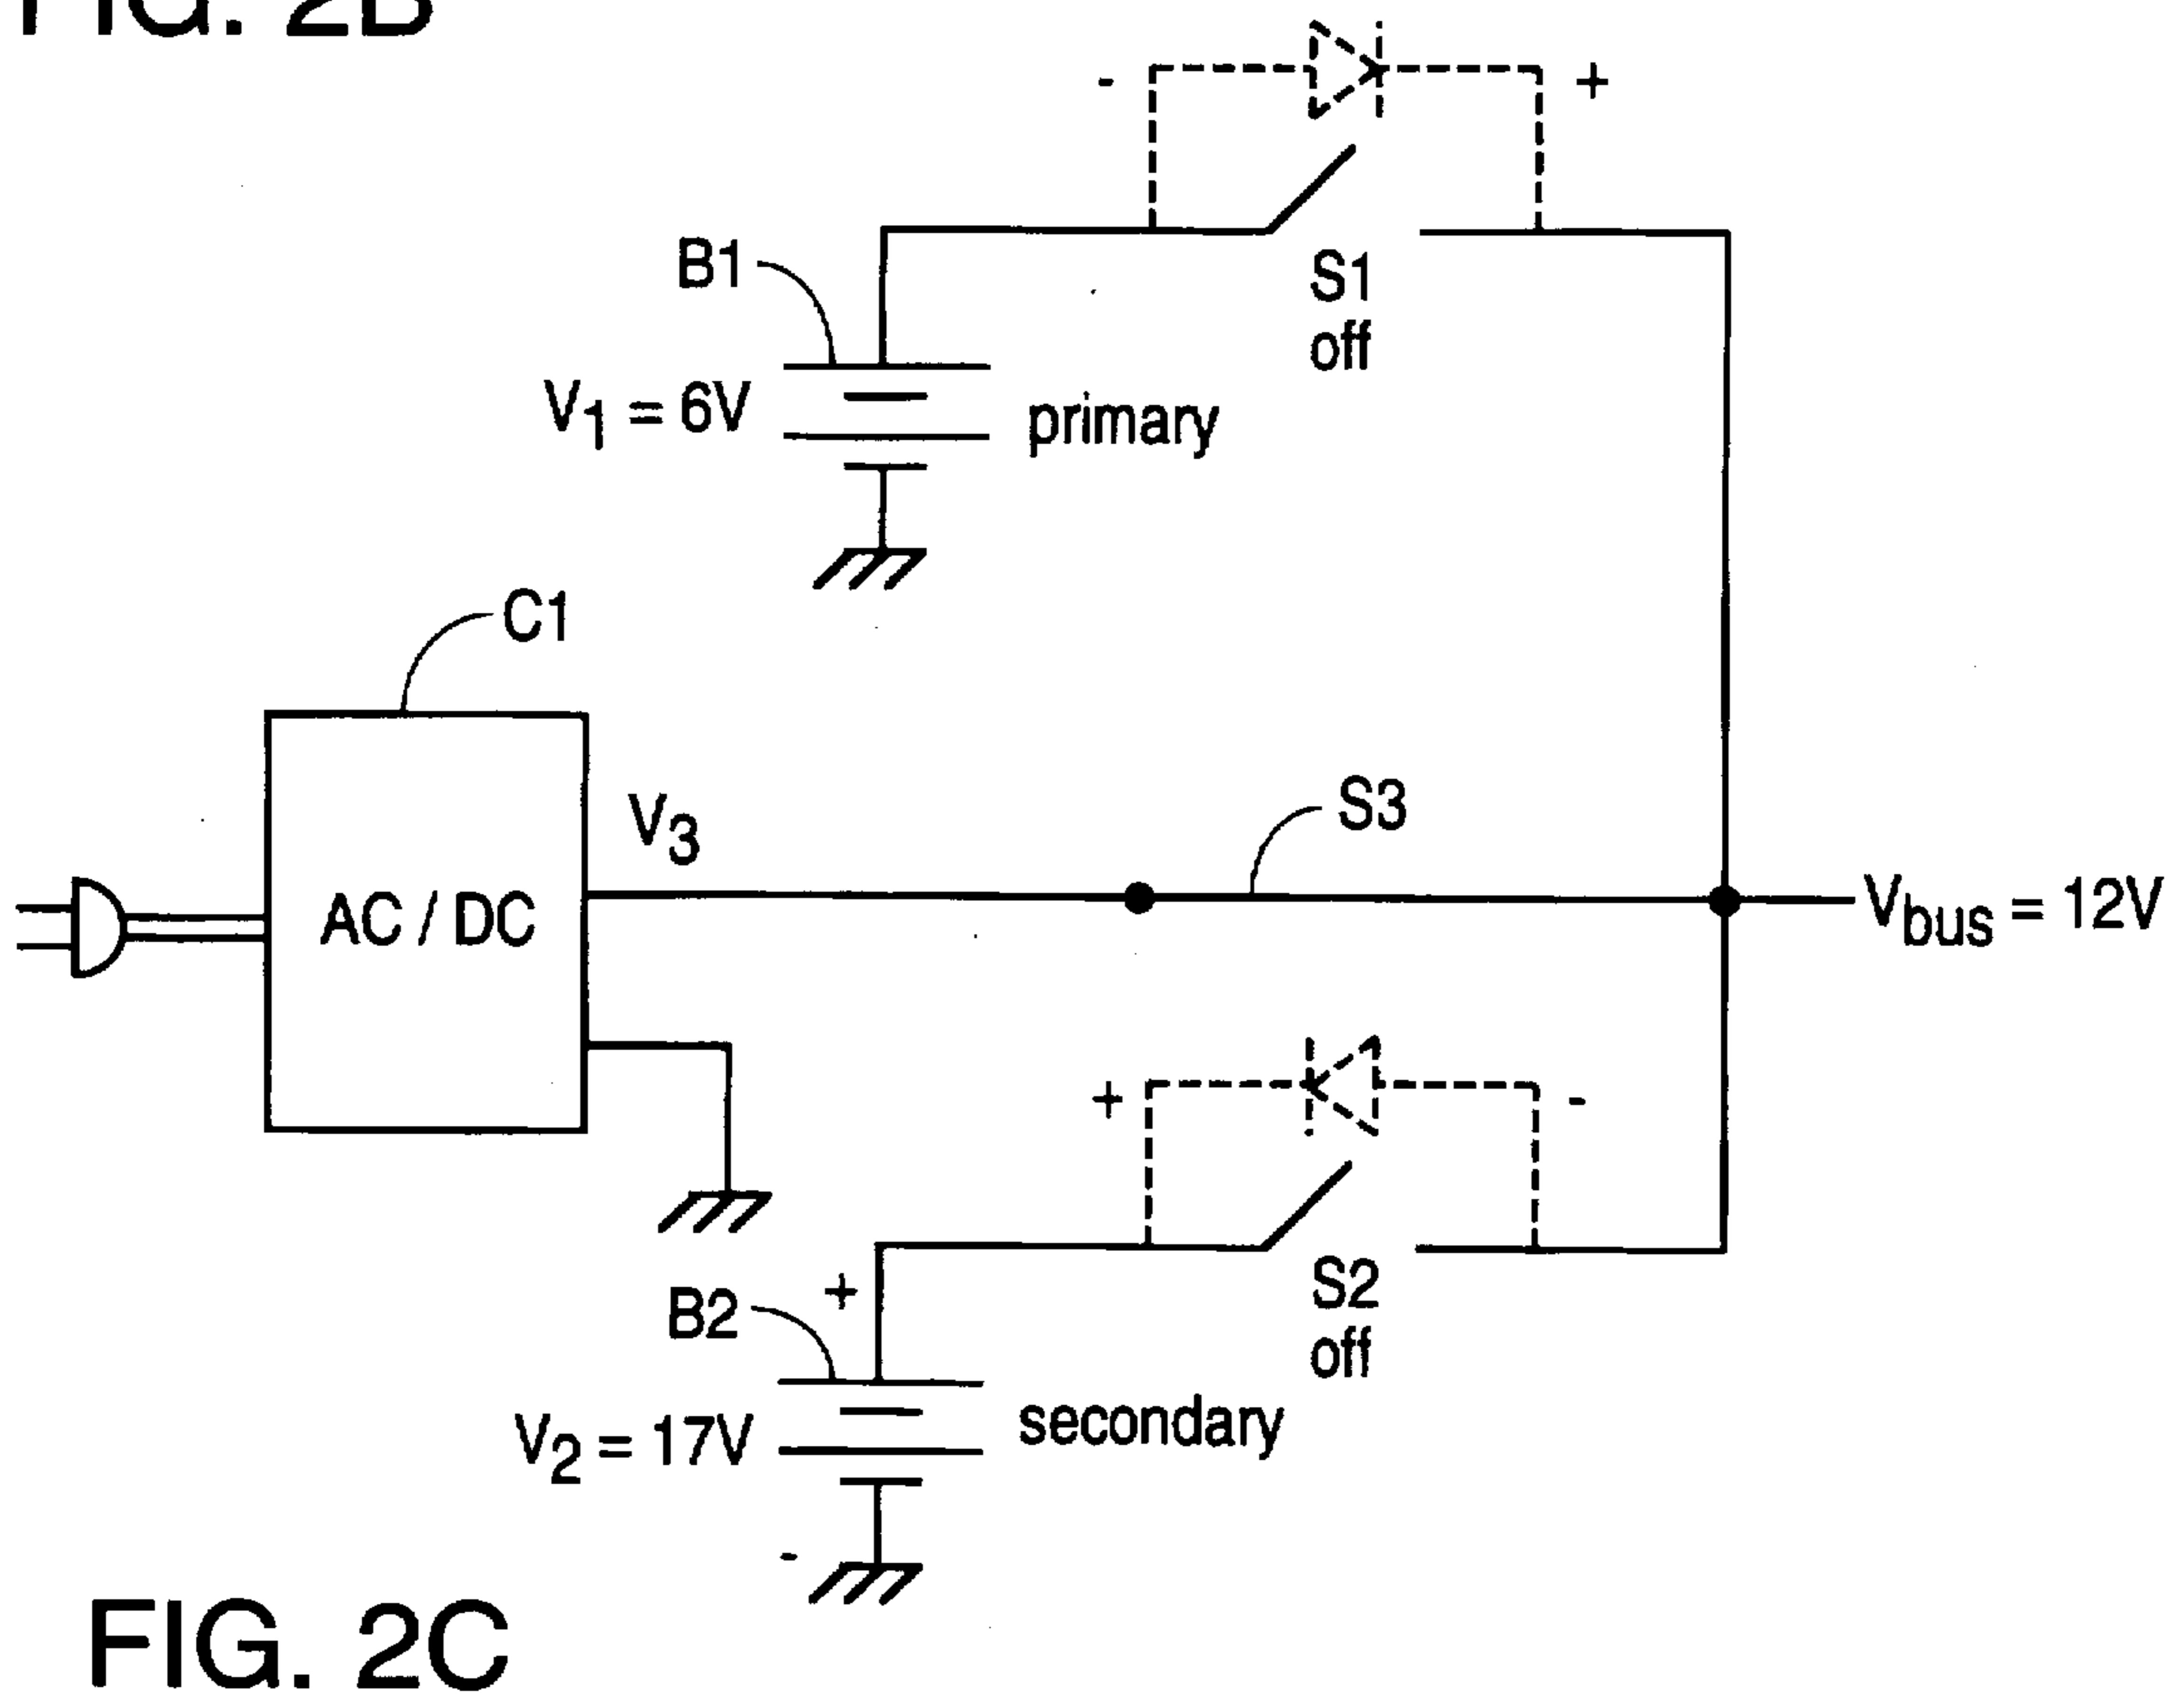 FIG. 2B
- +
B1
S1
off
V1 = 6V
primary
C1
V3
S3
AC / DC
Vbus = 12V
+ -
S2
off
+
B2
V2 = 17V
secondary
-
FIG. 2C